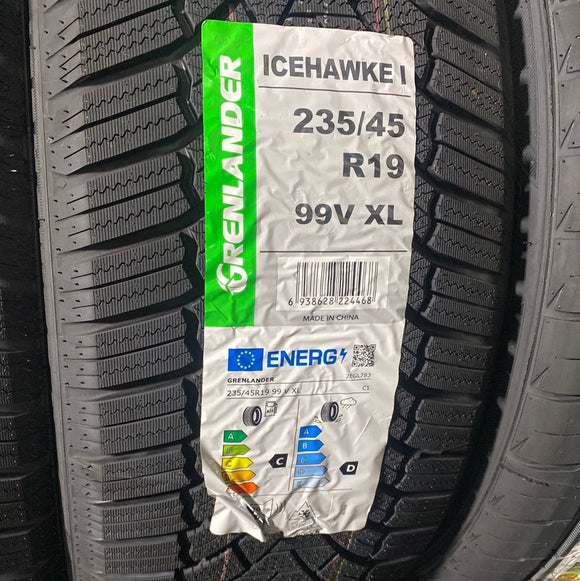 GRENLANDER
ICEHAWKE I
235/45
R19
99V XL
6 938628 224468
MADE IN CHINA
ENERG
GRENLANDER 2EGL7B3
235/45R19 99 V XL C1
A A
B B
C C C
D D D
E E